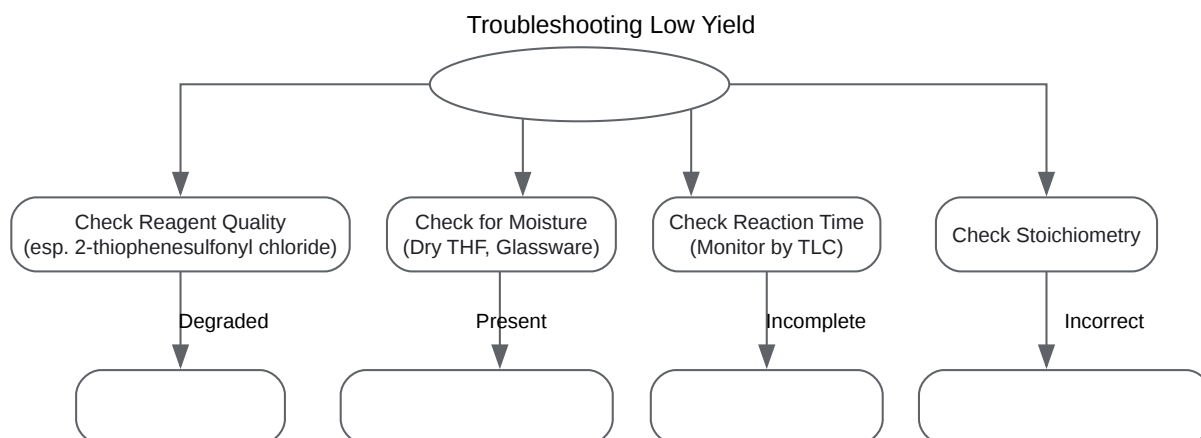 Troubleshooting Low Yield
Check Reagent Quality
(esp. 2-thiophenesulfonyl chloride)
Check for Moisture
(Dry THF, Glassware)
Check Reaction Time
(Monitor by TLC)
Check Stoichiometry
Degraded
Present
Incomplete
Incorrect